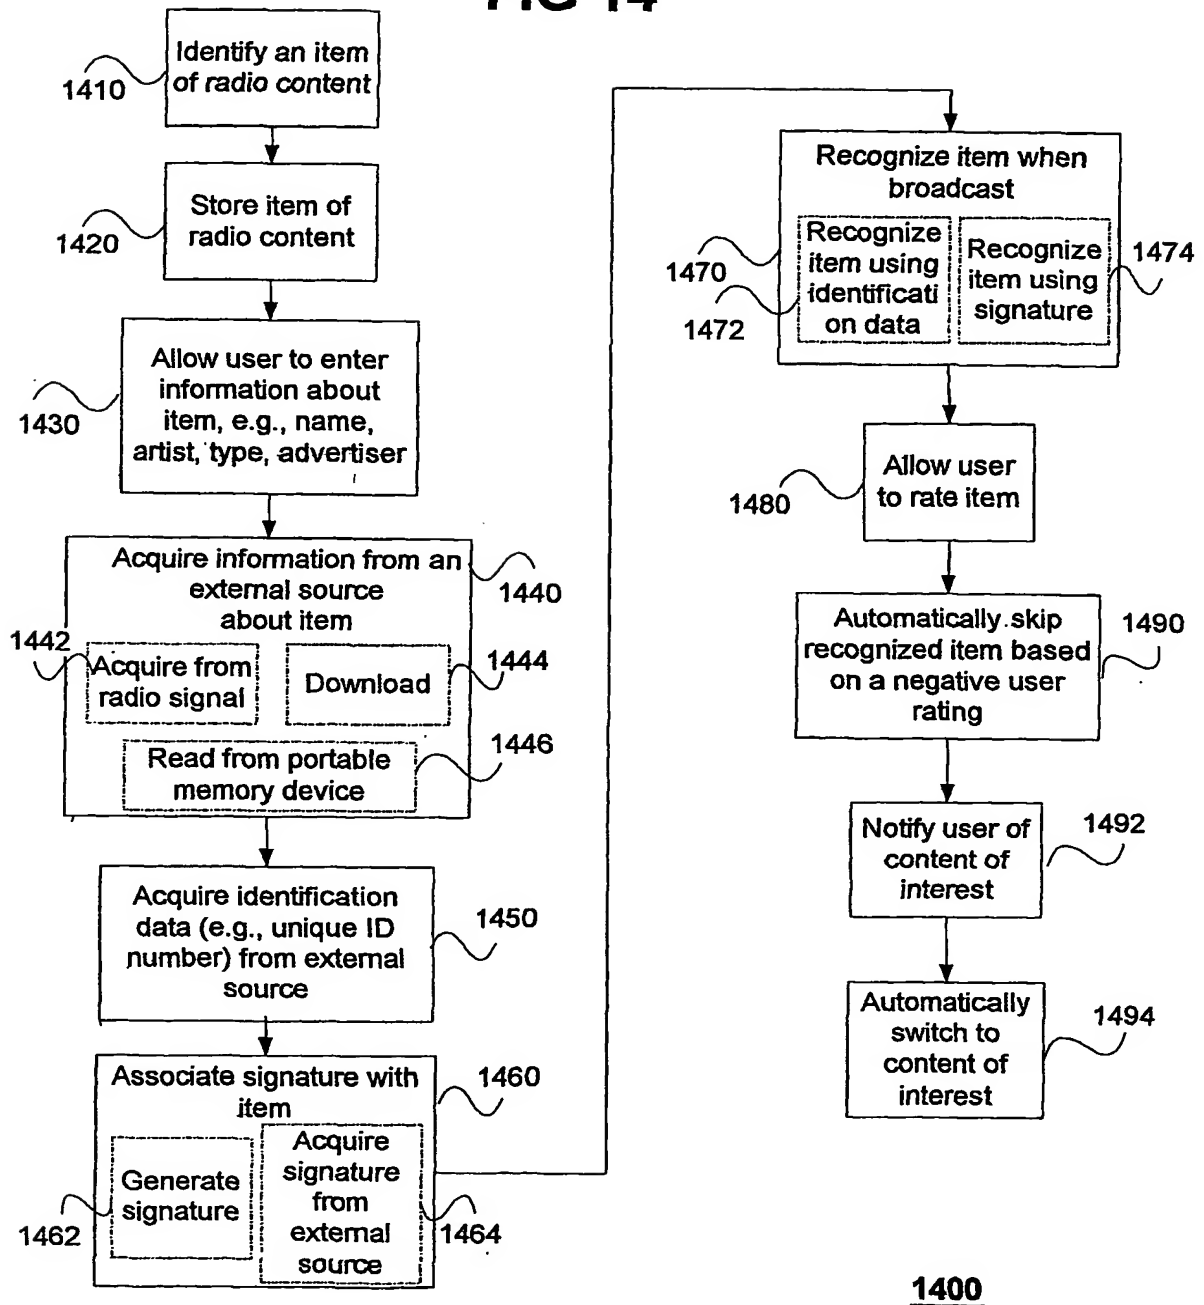 FIG 14
Identify an item
of radio content
1410
Store item of
radio content
1420
Allow user to enter
information about
item, e.g., name,
artist, type, advertiser
1430
Acquire information from an
external source
about item
1440
1442
Acquire from
radio signal
Download
1444
Read from portable
memory device
1446
Acquire identification
data (e.g., unique ID
number) from external
source
1450
Associate signature with
item
1460
Generate
signature
1462
Acquire
signature
from
external
source
1464
Recognize item when
broadcast
1470
Recognize
item using
identificati
on data
1472
Recognize
item using
signature
1474
Allow user
to rate item
1480
Automatically skip
recognized item based
on a negative user
rating
1490
Notify user of
content of
interest
1492
Automatically
switch to
content of
interest
1494
1400